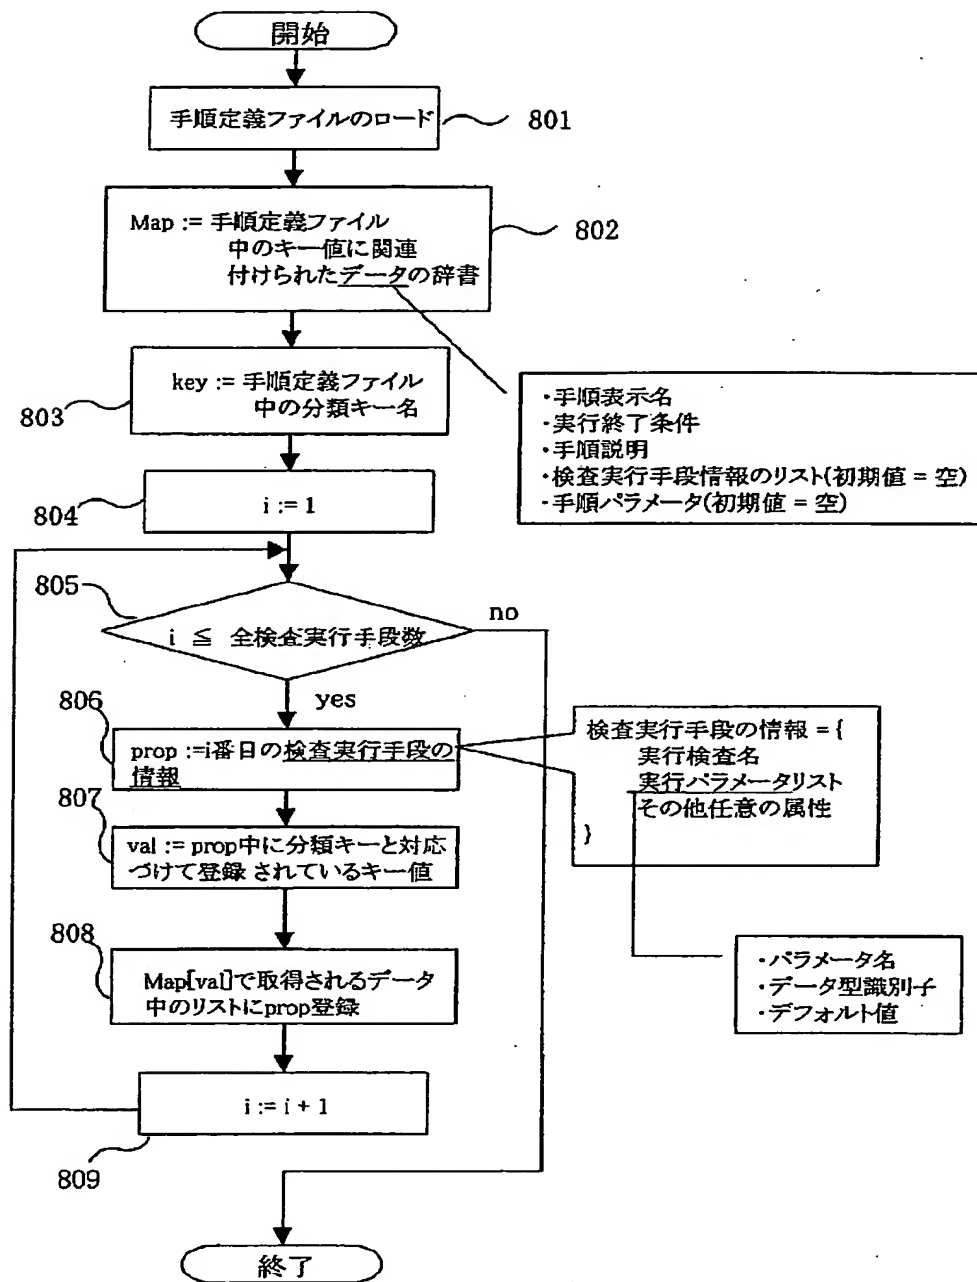 開始
手順定義ファイルのロード
801
Map := 手順定義ファイル
中のキー値に関連
付けられたデータの辞書
802
key := 手順定義ファイル
中の分類キー名
803
・手順表示名
・実行終了条件
・手順説明
・検査実行手段情報のリスト(初期値 = 空)
・手順パラメータ(初期値 = 空)
i := 1
804
805
i ≦ 全検査実行手段数
no
yes
806
prop :=i番目の検査実行手段の
情報
検査実行手段の情報 = {
実行検査名
実行パラメータリスト
その他任意の属性
}
807
val := prop中に分類キーと対応
づけて登録 されているキー値
808
Map[val]で取得されるデータ
中のリストにprop登録
・パラメータ名
・データ型識別子
・デフォルト値
i := i + 1
809
終了